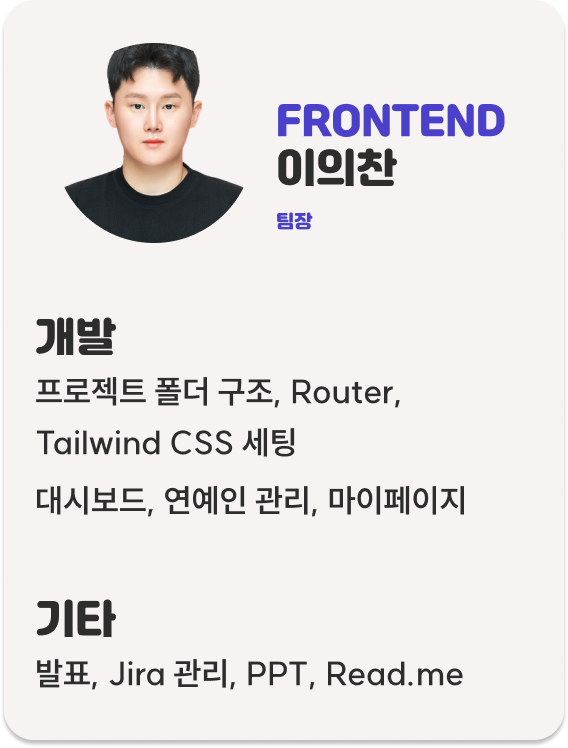 FRONTEND
이의찬
팀장
개발
프로젝트 폴더 구조, Router,
Tailwind CSS 세팅
대시보드, 연예인 관리, 마이페이지
기타
발표, Jira 관리, PPT, Read.me